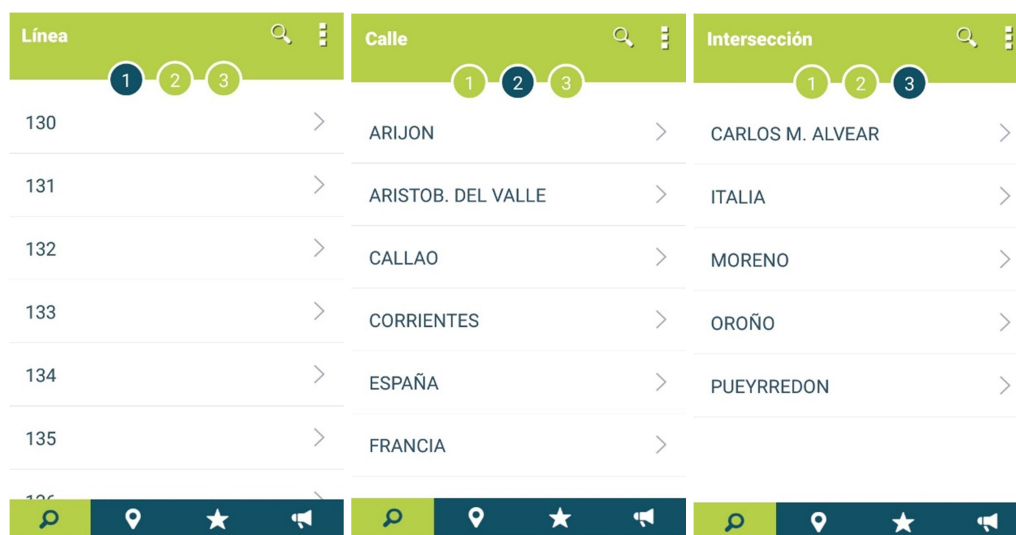 Línea
1 2 3
130
131
132
133
134
135
136
Calle
1 2 3
ARIJON
ARISTOB. DEL VALLE
CALLAO
CORRIENTES
ESPAÑA
FRANCIA
Intersección
1 2 3
CARLOS M. ALVEAR
ITALIA
MORENO
OROÑO
PUEYRREDON